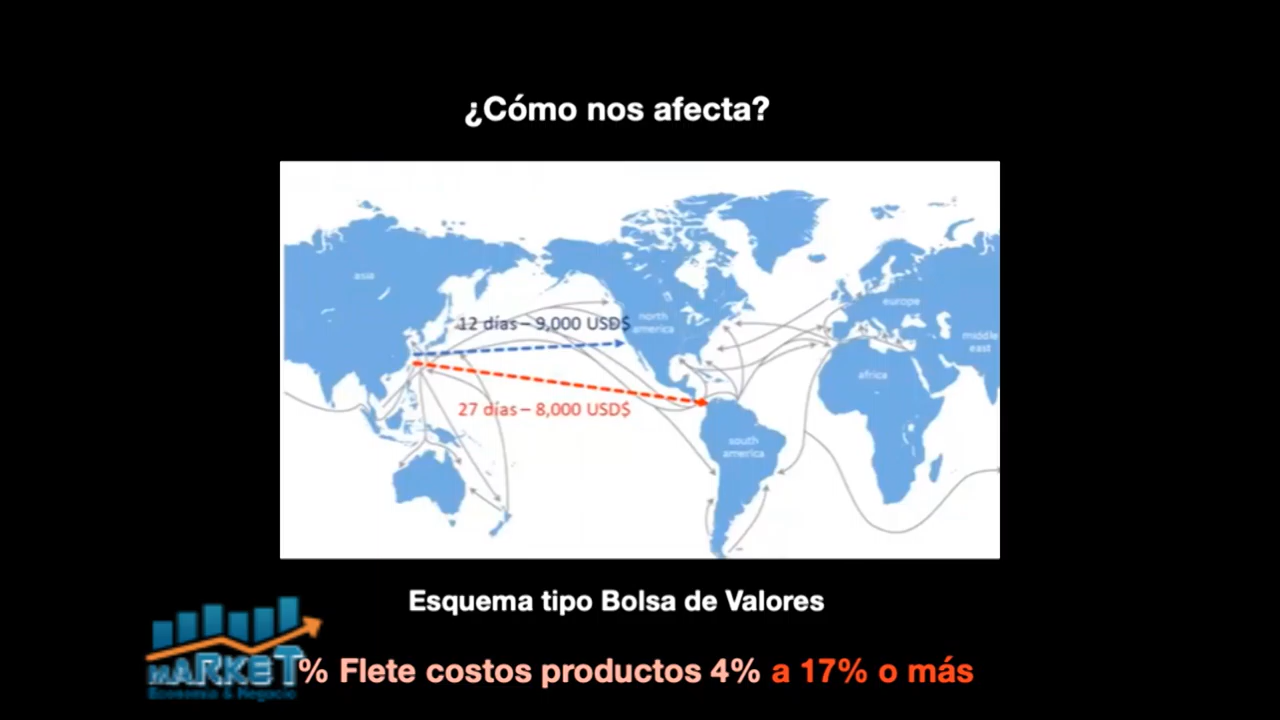 ¿Cómo nos afecta?
asia
europe
12 días – 9,000 USD$
north
america
middle
east
africa
27 días – 8,000 USD$
south
america
Esquema tipo Bolsa de Valores
% Flete costos productos 4% a 17% o más
MARKET
Economía & Negocio